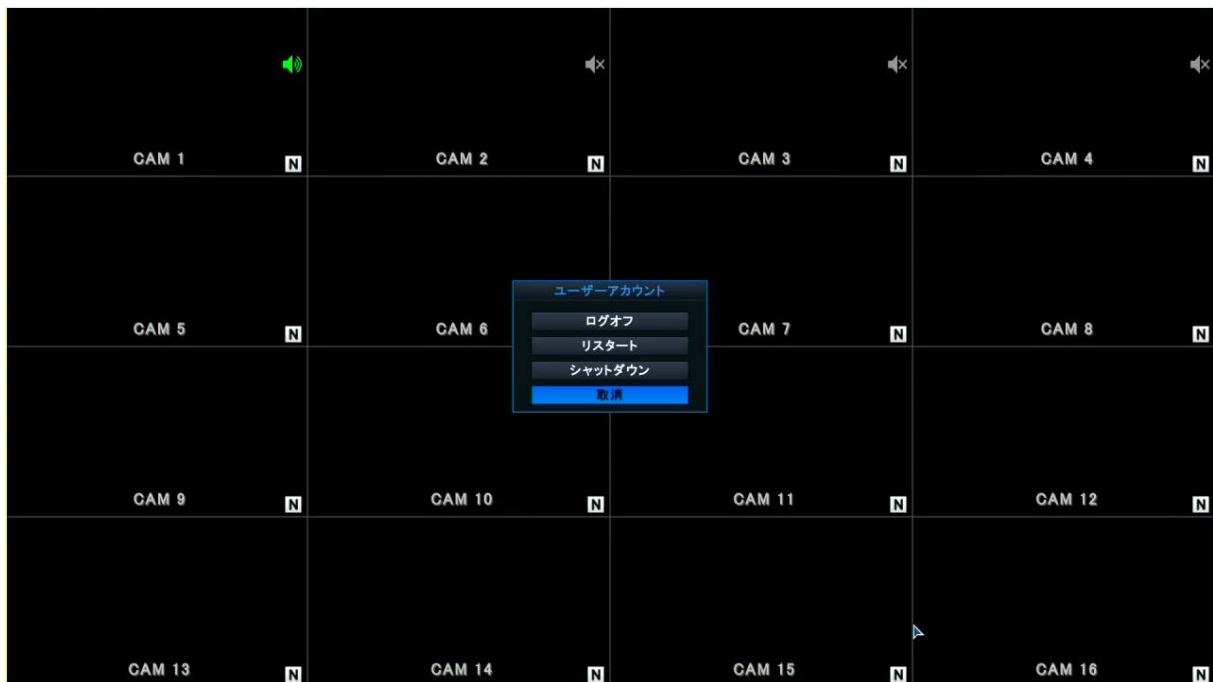 CAM 1 N CAM 2 N CAM 3 N CAM 4 N
CAM 5 N CAM 6 CAM 7 N CAM 8 N
ユーザーアカウント
ログオフ
リスタート
シャットダウン
取消
CAM 9 N CAM 10 N CAM 11 N CAM 12 N
CAM 13 N CAM 14 N CAM 15 N CAM 16 N